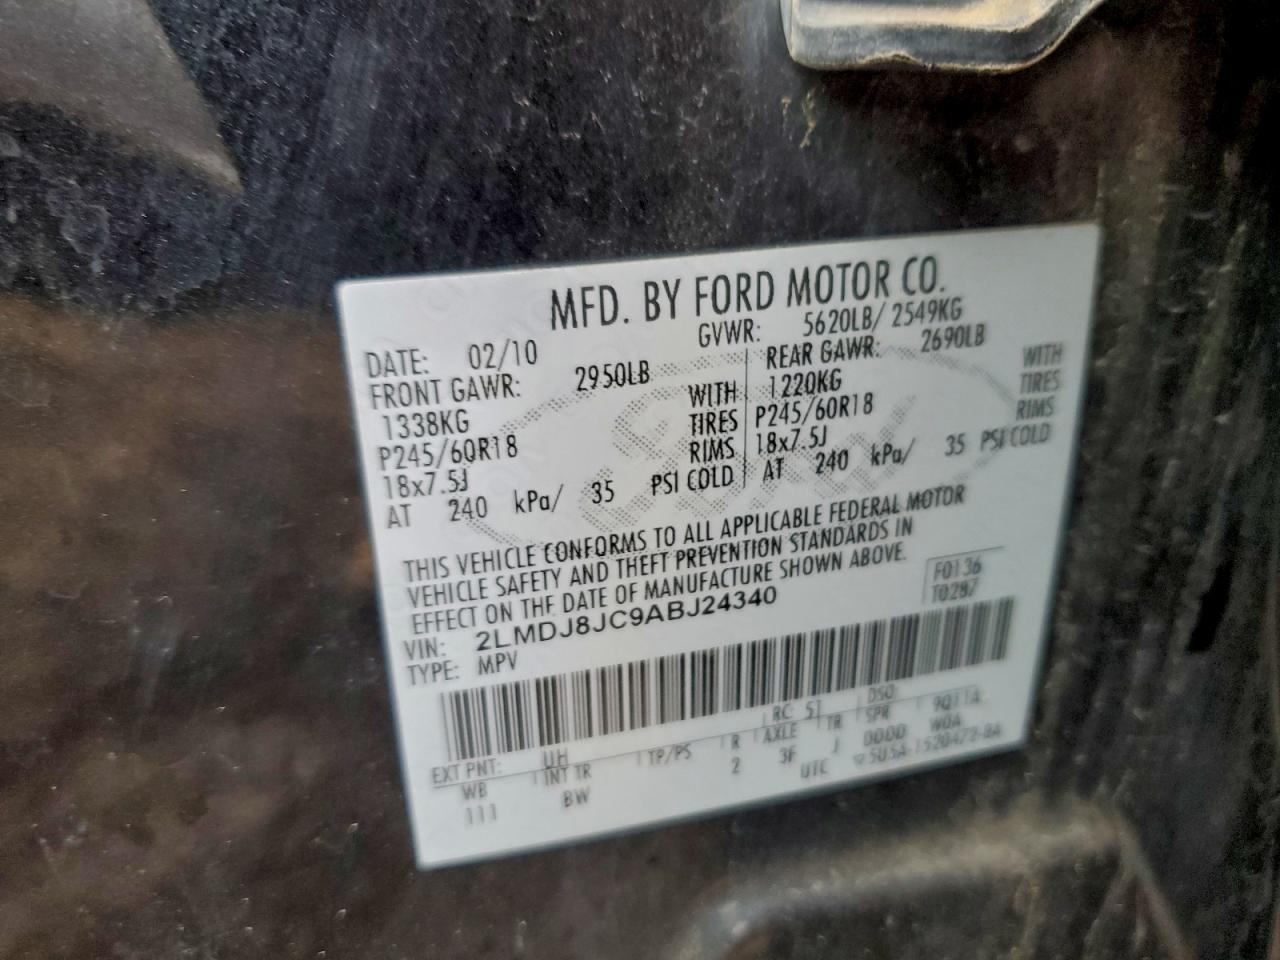 MFD. BY FORD MOTOR CO.
DATE: 02/10 GVWR: 5620LB/ 2549KG
FRONT GAWR: 2950LB REAR GAWR: 2690LB
1338KG WITH 1220KG WITH
P245/60R18 TIRES P245/60R18 TIRES
18x7.5J RIMS 18x7.5J RIMS
AT 240 kPa/ 35 PSI COLD AT 240 kPa/ 35 PSI COLD
THIS VEHICLE CONFORMS TO ALL APPLICABLE FEDERAL MOTOR
VEHICLE SAFETY AND THEFT PREVENTION STANDARDS IN
EFFECT ON THE DATE OF MANUFACTURE SHOWN ABOVE.
F0136
T0287
VIN: 2LMDJ8JC9ABJ24340
TYPE: MPV
EXT PNT: UH RC: 51 DSO:
WB INT TR TP/PS R AXLE TR SPR 9Q11A
111 BW 2 3F J DDDD WOA
UTC